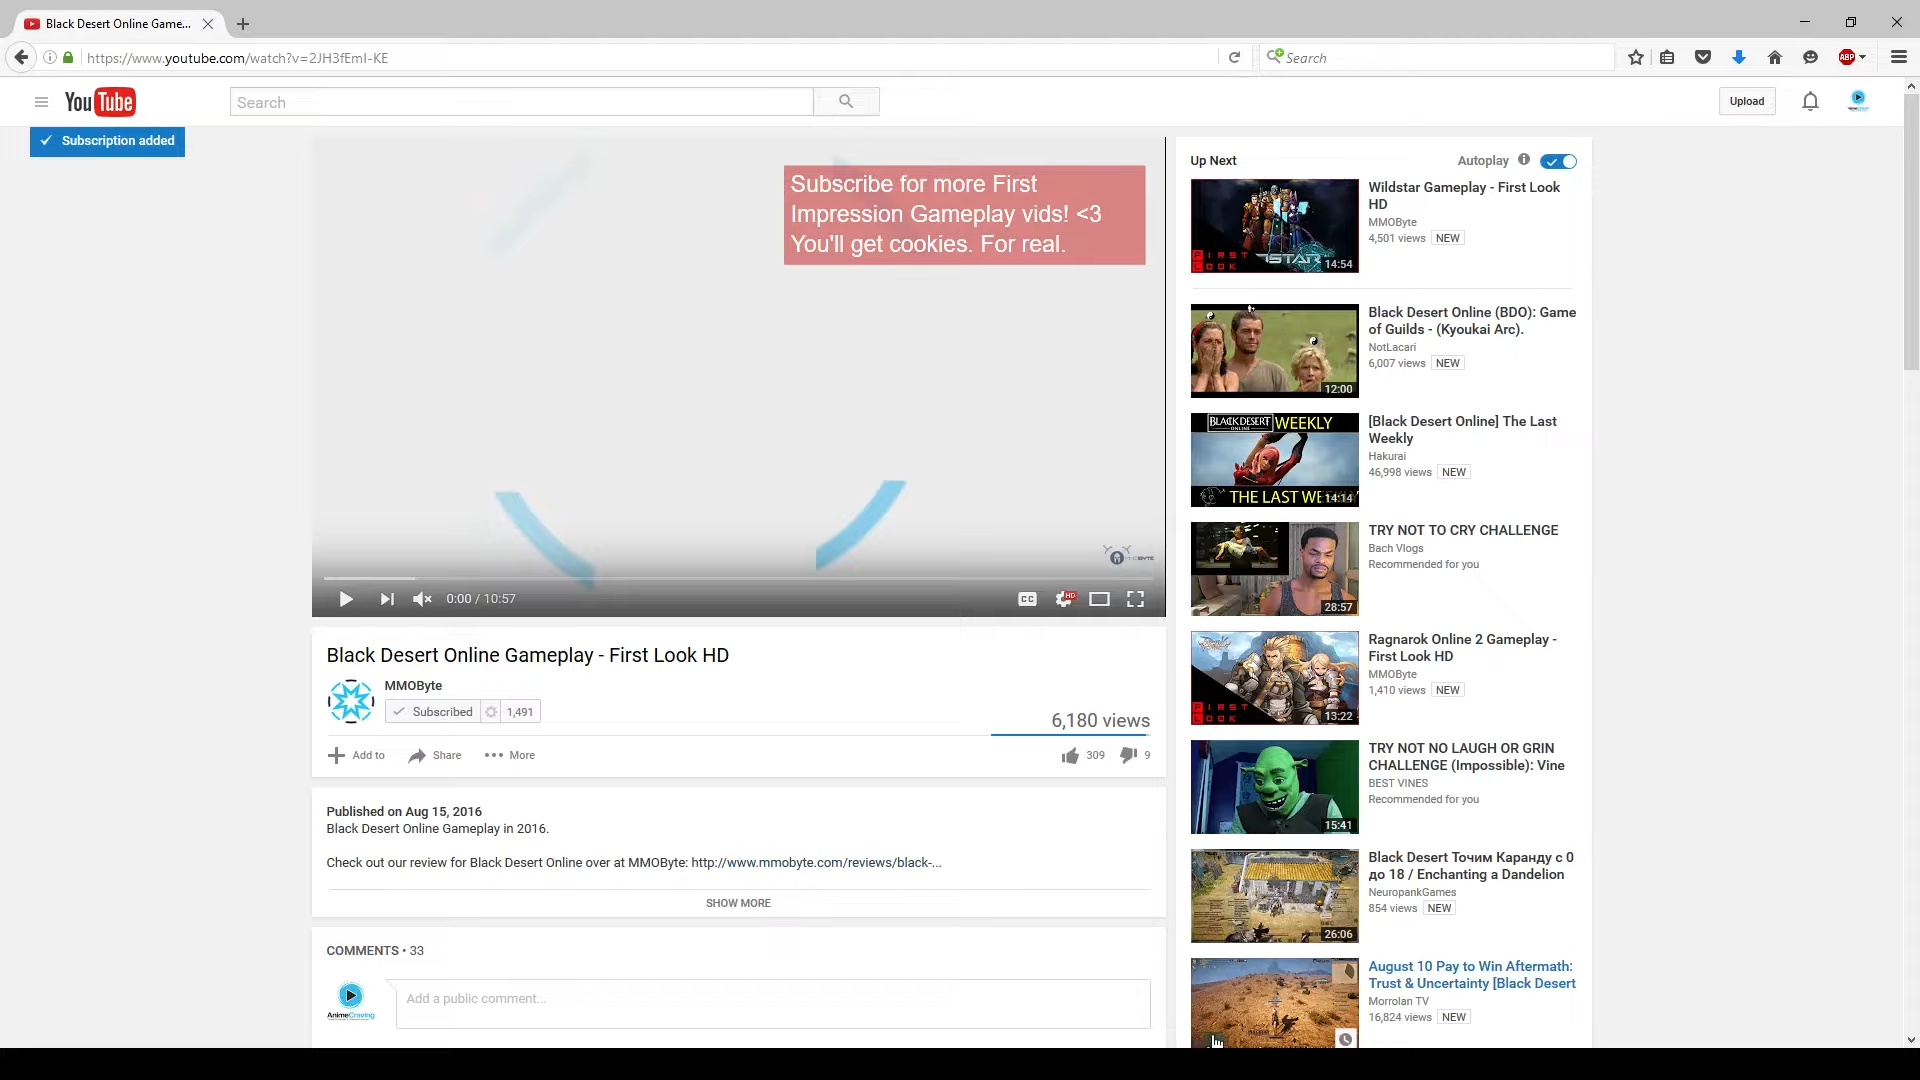 Black Desert Online Game...
https://www.youtube.com/watch?v=2JH3fEmI-KE
Search
ABP
YouTube
Search
Upload
Subscription added
Subscribe for more First
Impression Gameplay vids! <3
You'll get cookies. For real.
0:00 / 10:57
CC
HD
Black Desert Online Gameplay - First Look HD
MMOByte
Subscribed
1,491
6,180 views
Add to
Share
More
309
9
Published on Aug 15, 2016
Black Desert Online Gameplay in 2016.
Check out our review for Black Desert Online over at MMOByte: http://www.mmobyte.com/reviews/black-...
SHOW MORE
COMMENTS • 33
AnimeCraving
Add a public comment...
Up Next
Autoplay
FIRST
LOOK
14:54
Wildstar Gameplay - First Look
HD
MMOByte
4,501 views NEW
12:00
Black Desert Online (BDO): Game
of Guilds - (Kyoukai Arc).
NotLacari
6,007 views NEW
BLACK DESERT
ONLINE
WEEKLY
THE LAST WE
14:14
[Black Desert Online] The Last
Weekly
Hakurai
46,998 views NEW
28:57
TRY NOT TO CRY CHALLENGE
Bach Vlogs
Recommended for you
FIRST
LOOK
13:22
Ragnarok Online 2 Gameplay -
First Look HD
MMOByte
1,410 views NEW
15:41
TRY NOT NO LAUGH OR GRIN
CHALLENGE (Impossible): Vine
BEST VINES
Recommended for you
26:06
Black Desert Точим Каранду с 0
до 18 / Enchanting a Dandelion
NeuropankGames
854 views NEW
August 10 Pay to Win Aftermath:
Trust & Uncertainty [Black Desert
Morrolan TV
16,824 views NEW